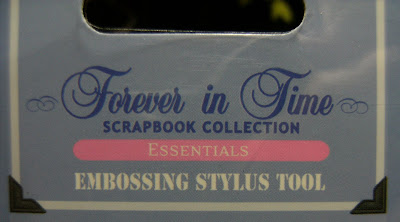 Forever in Time
SCRAPBOOK COLLECTION
ESSENTIALS
EMBOSSING STYLUS TOOL